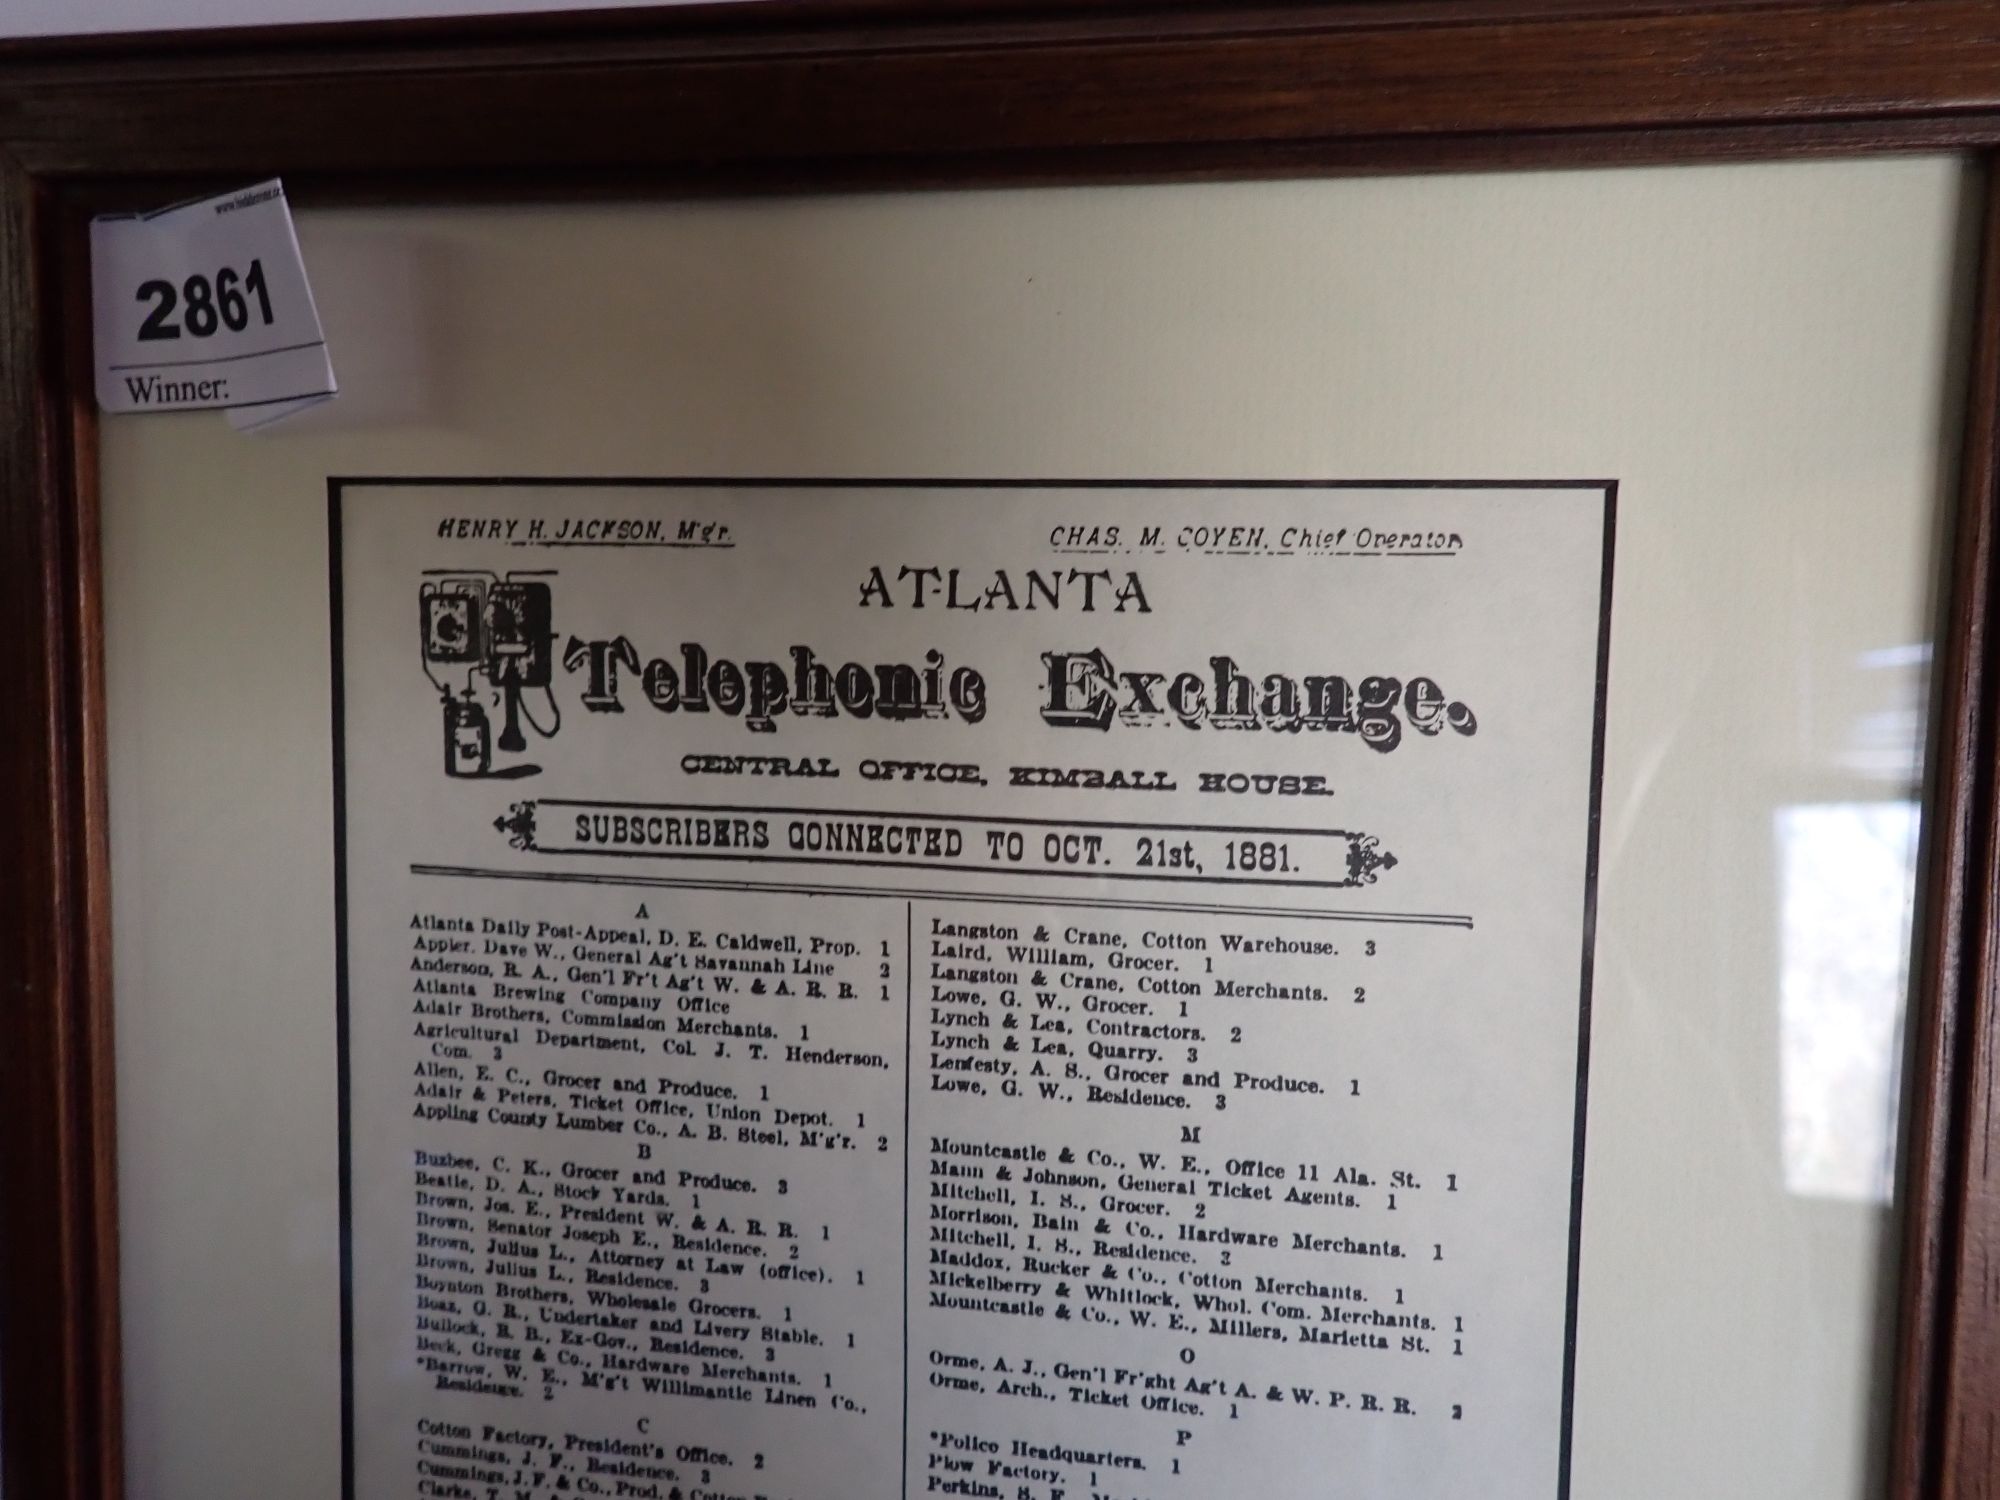 2861
Winner:
HENRY H. JACKSON, M'g'r.
CHAS. M. COYEN, Chief Operator
ATLANTA
Telephonic Exchange.
CENTRAL OFFICE, KIMBALL HOUSE.
SUBSCRIBERS CONNECTED TO OCT. 21st, 1881.
A
Atlanta Daily Post-Appeal, D. E. Caldwell, Prop. 1
Appler. Dave W., General Ag't Savannah Line 2
Anderson, R. A., Gen'l Fr't Ag't W. & A. R. R. 1
Atlanta Brewing Company Office
Adair Brothers, Commission Merchants. 1
Agricultural Department, Col. J. T. Henderson,
Com. 3
Allen, E. C., Grocer and Produce. 1
Adair & Peters, Ticket Office, Union Depot. 1
Appling County Lumber Co., A. B. Steel, M'g'r. 2
B
Buzbee, C. K., Grocer and Produce. 3
Beatie, D. A., Stock Yards. 1
Brown, Jos. E., President W. & A. R. R. 1
Brown, Senator Joseph E., Residence. 2
Brown, Julius L., Attorney at Law (office). 1
Brown, Julius L., Residence. 3
Boynton Brothers, Wholesale Grocers. 1
Boaz, G. R., Undertaker and Livery Stable. 1
Bullock, R. B., Ex-Gov., Residence. 3
Beck, Gregg & Co., Hardware Merchants. 1
*Barrow, W. E., M'g't Willimantic Linen Co.,
Residence. 2
C
Cotton Factory, President's Office. 2
Cummings, J. F., Residence. 3
Cummings, J. F. & Co., Prod. & Cotton
Clarke, T. M. &
Langston & Crane, Cotton Warehouse. 3
Laird, William, Grocer. 1
Langston & Crane, Cotton Merchants. 2
Lowe, G. W., Grocer. 1
Lynch & Lea, Contractors. 2
Lynch & Lea, Quarry. 3
Lenfesty, A. S., Grocer and Produce. 1
Lowe, G. W., Residence. 3
M
Mountcastle & Co., W. E., Office 11 Ala. St. 1
Mann & Johnson, General Ticket Agents. 1
Mitchell, I. S., Grocer. 2
Morrison, Bain & Co., Hardware Merchants. 1
Mitchell, I. S., Residence. 3
Maddox, Rucker & Co., Cotton Merchants. 1
Mickelberry & Whitlock, Whol. Com. Merchants. 1
Mountcastle & Co., W. E., Millers, Marietta St. 1
O
Orme, A. J., Gen'l Fr'ght Ag't A. & W. P. R. R. 2
Orme, Arch., Ticket Office. 1
P
*Police Headquarters. 1
Plow Factory. 1
Perkins, S. F.